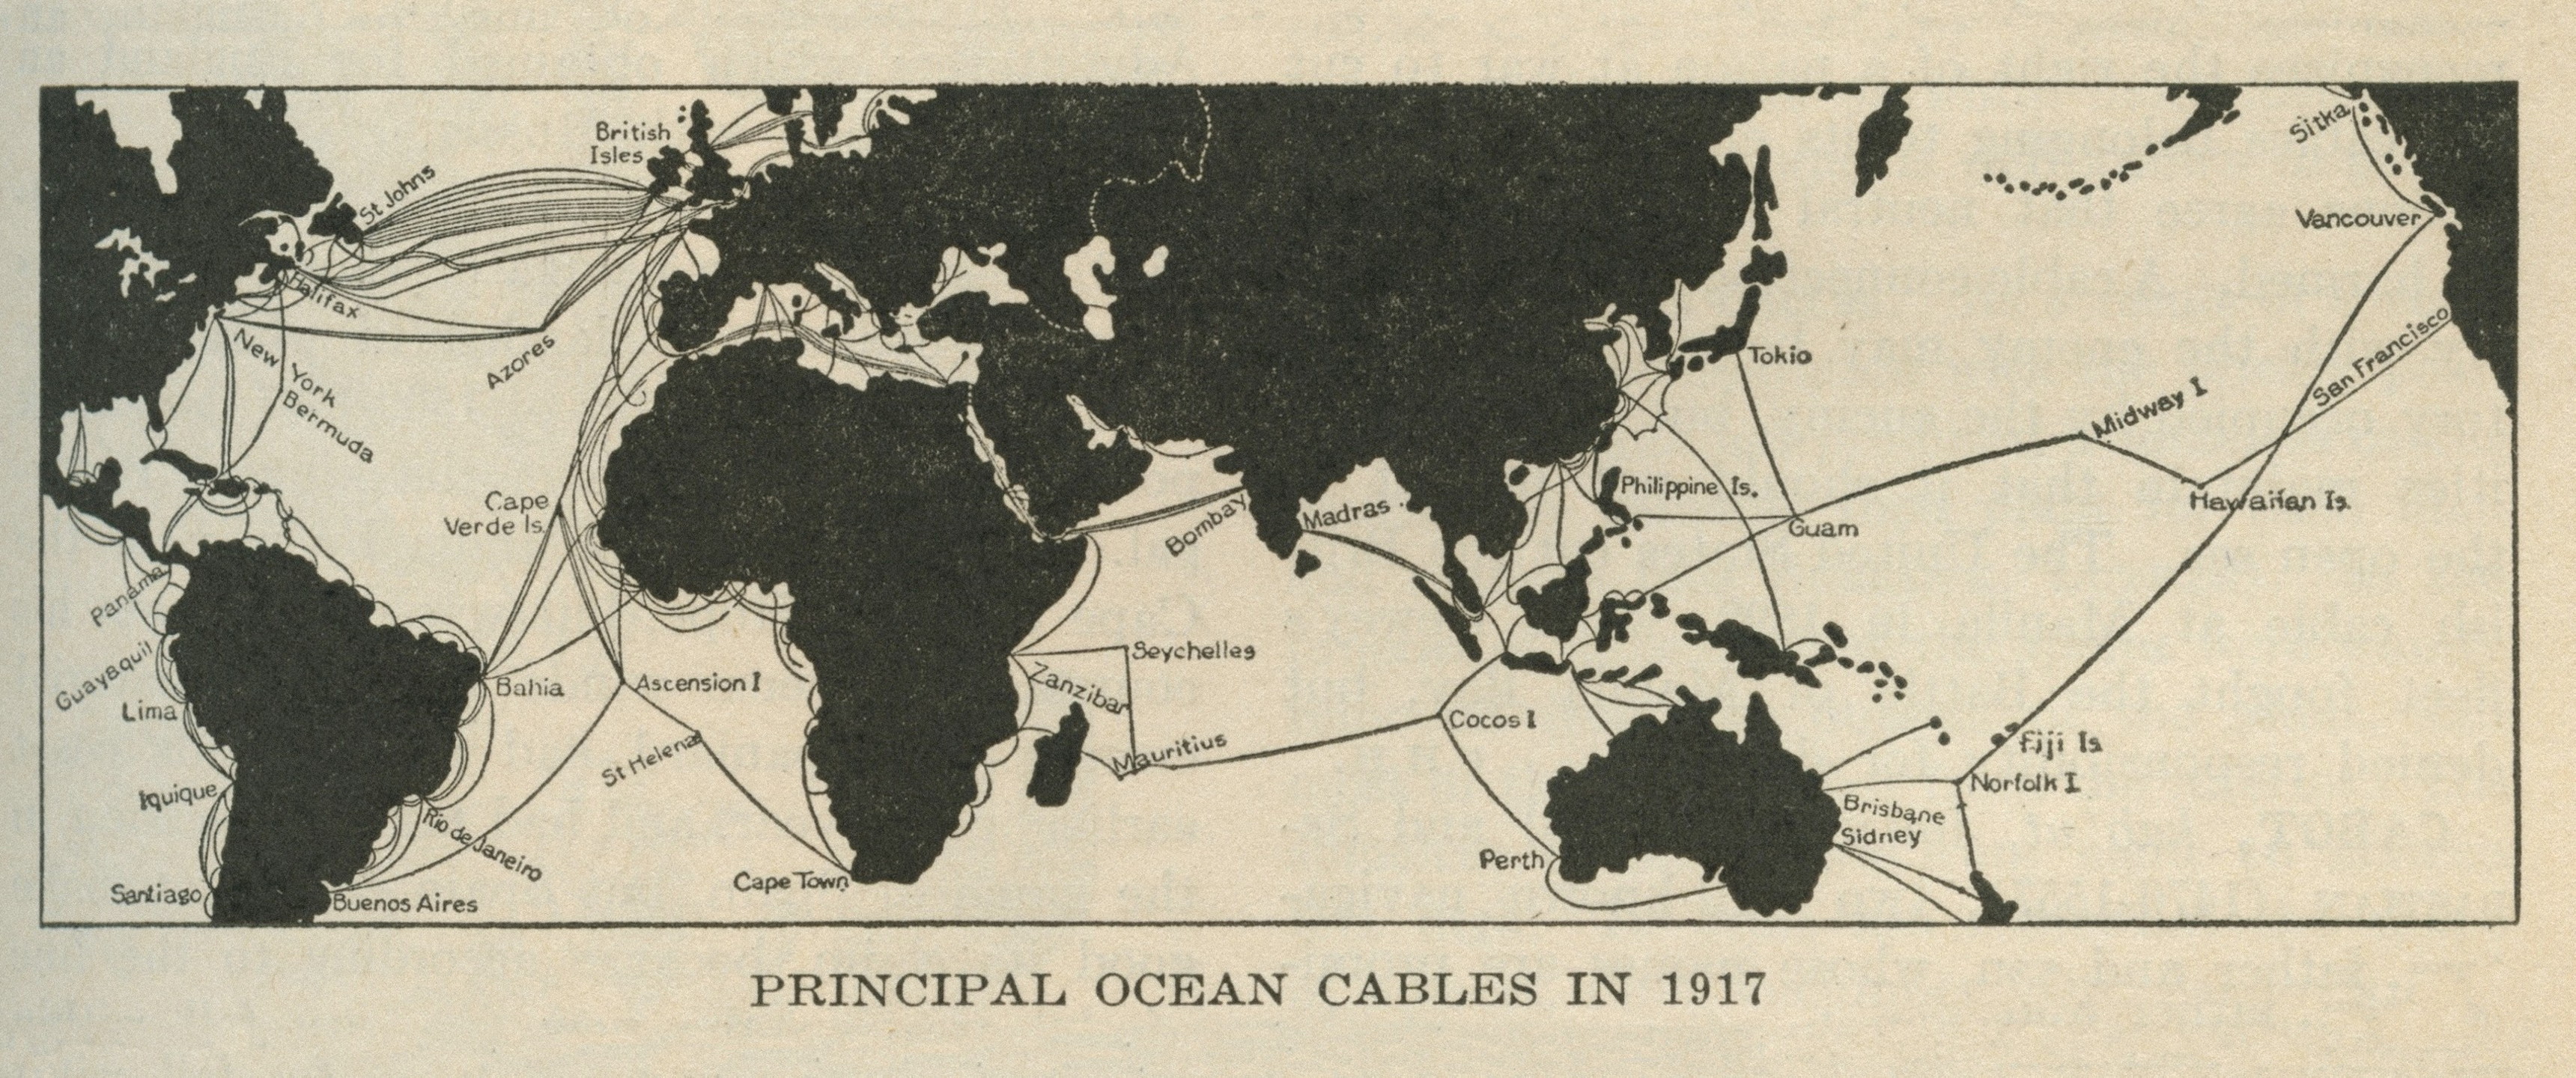 British
Isles
St Johns
Halifax
New York
Bermuda
Azores
Cape
Verde Is.
Panama
Guayaquil
Lima
Iquique
Santiago
Bahia
Rio de Janeiro
Buenos Aires
Ascension I
St Helena
Cape Town
Bombay
Madras
Seychelles
Zanzibar
Mauritius
Cocos I
Perth
Philippine Is.
Tokio
Guam
Brisbane
Sidney
Norfolk I
Fiji Is
Midway I
Hawaiian Is.
Sitka
Vancouver
San Francisco
PRINCIPAL OCEAN CABLES IN 1917